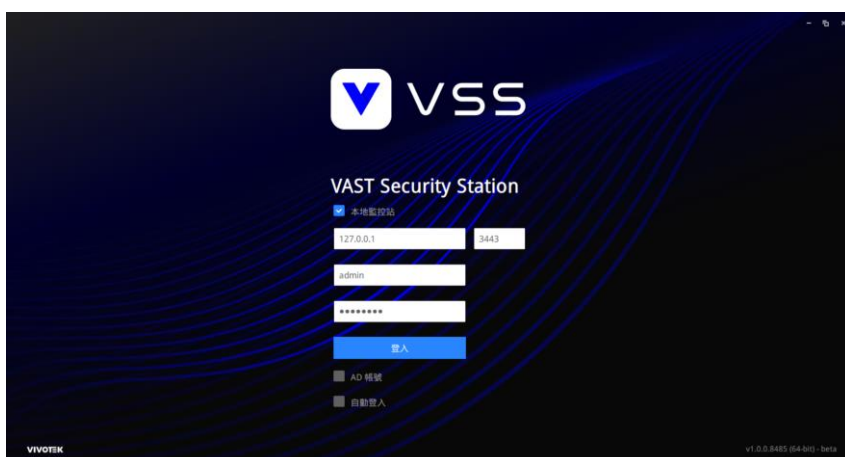 VSS
VAST Security Station
本地監控站
127.0.0.1 3443
admin
登入
AD 帳號
自動登入
VIVOTEK v1.0.0.8485 (64-bit) - beta